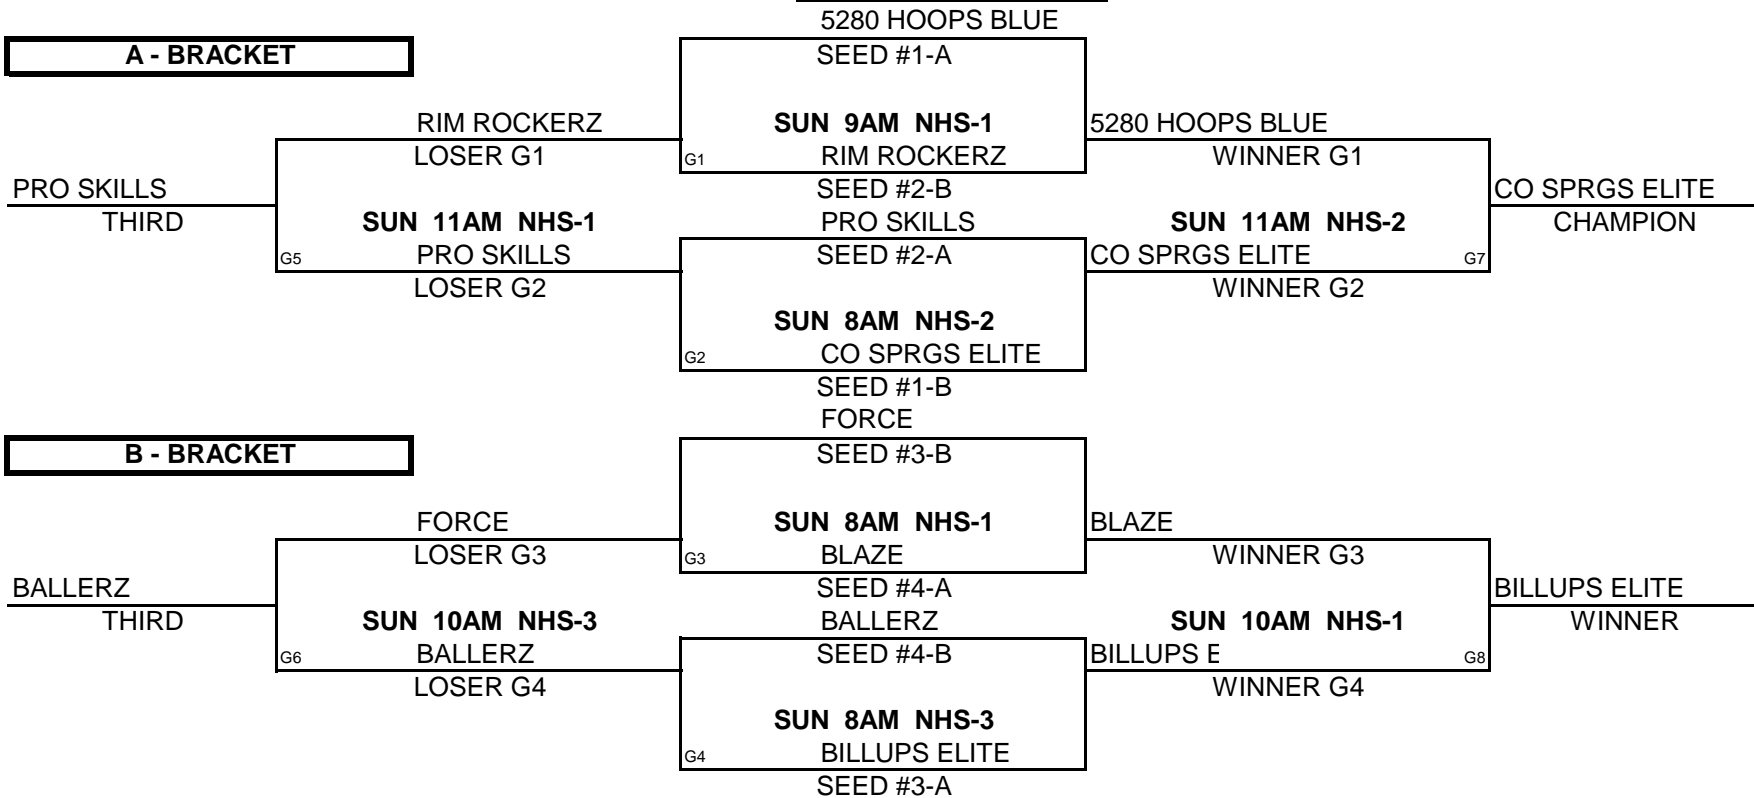 5280 HOOPS BLUE
A - BRACKET
SEED #1-A
RIM ROCKERZ
SUN 9AM NHS-1
5280 HOOPS BLUE
LOSER G1
G1
RIM ROCKERZ
WINNER G1
PRO SKILLS
SEED #2-B
CO SPRGS ELITE
THIRD
SUN 11AM NHS-1
PRO SKILLS
SUN 11AM NHS-2
CHAMPION
G5
PRO SKILLS
SEED #2-A
CO SPRGS ELITE
G7
LOSER G2
WINNER G2
SUN 8AM NHS-2
G2
CO SPRGS ELITE
SEED #1-B
FORCE
B - BRACKET
SEED #3-B
FORCE
SUN 8AM NHS-1
BLAZE
LOSER G3
G3
BLAZE
WINNER G3
BALLERZ
SEED #4-A
BILLUPS ELITE
THIRD
SUN 10AM NHS-3
BALLERZ
SUN 10AM NHS-1
WINNER
G6
BALLERZ
SEED #4-B
BILLUPS E
G8
LOSER G4
WINNER G4
SUN 8AM NHS-3
G4
BILLUPS ELITE
SEED #3-A